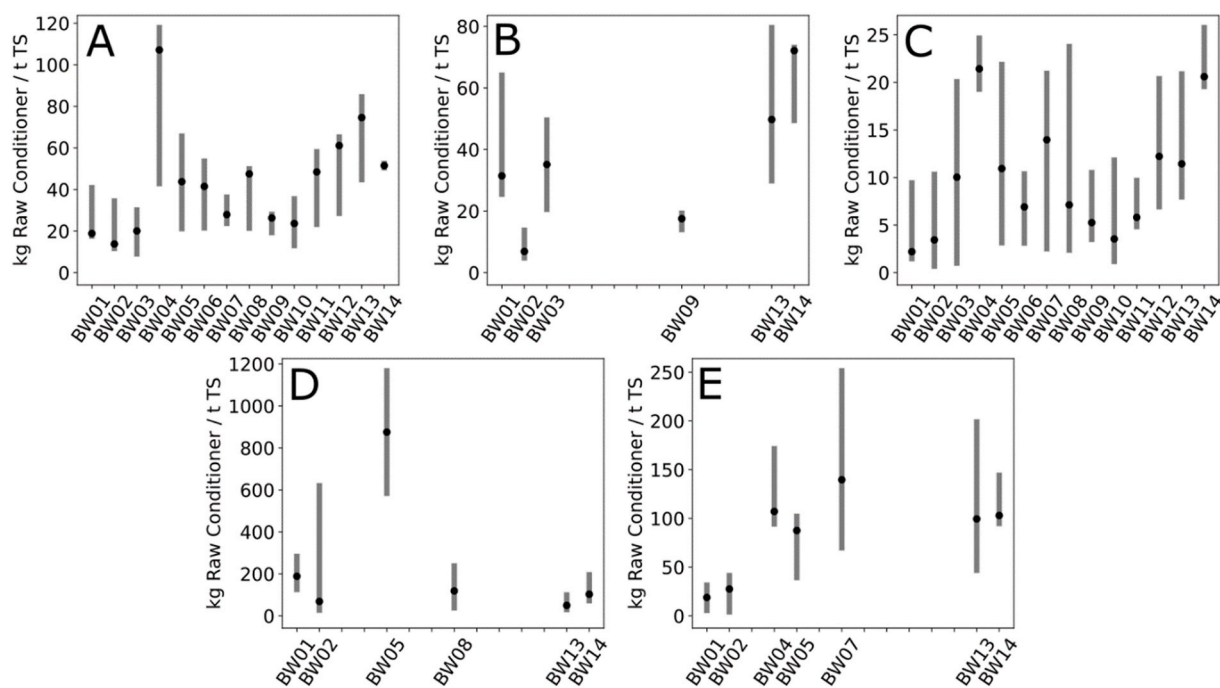 A
kg Raw Conditioner / t TS
120
100
80
60
40
20
0
BW01
BW02
BW03
BW04
BW05
BW06
BW07
BW08
BW09
BW10
BW11
BW12
BW13
BW14
B
kg Raw Conditioner / t TS
80
60
40
20
0
BW01
BW02
BW03
BW09
BW13
BW14
C
kg Raw Conditioner / t TS
25
20
15
10
5
0
BW01
BW02
BW03
BW04
BW05
BW06
BW07
BW08
BW09
BW10
BW11
BW12
BW13
BW14
D
kg Raw Conditioner / t TS
1200
1000
800
600
400
200
0
BW01
BW02
BW05
BW08
BW13
BW14
E
kg Raw Conditioner / t TS
250
200
150
100
50
0
BW01
BW02
BW04
BW05
BW07
BW13
BW14